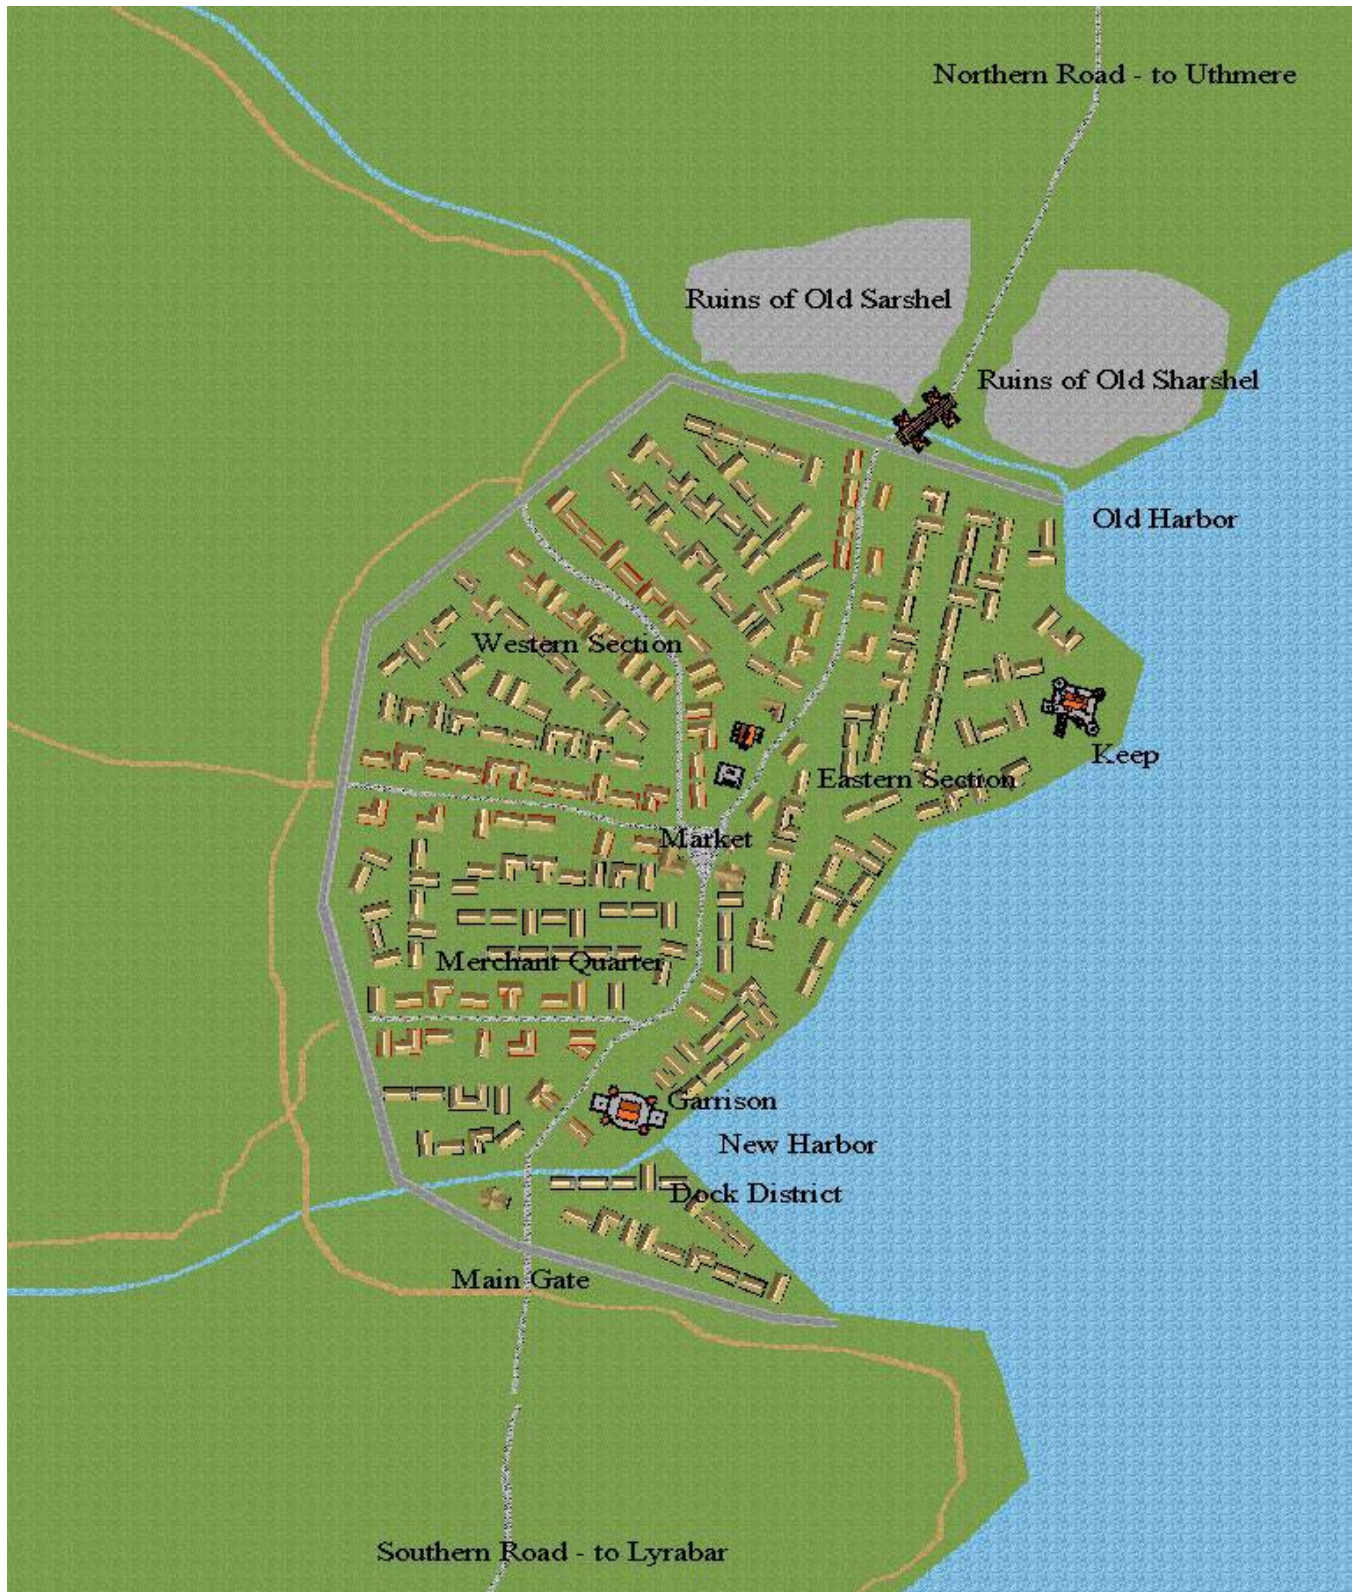 Northern Road - to Uthmere
Ruins of Old Sarshel
Ruins of Old Sharshel
Old Harbor
Western Section
Keep
Eastern Section
Market
Merchant Quarter
Garrison
New Harbor
Dock District
Main Gate
Southern Road - to Lyrabar